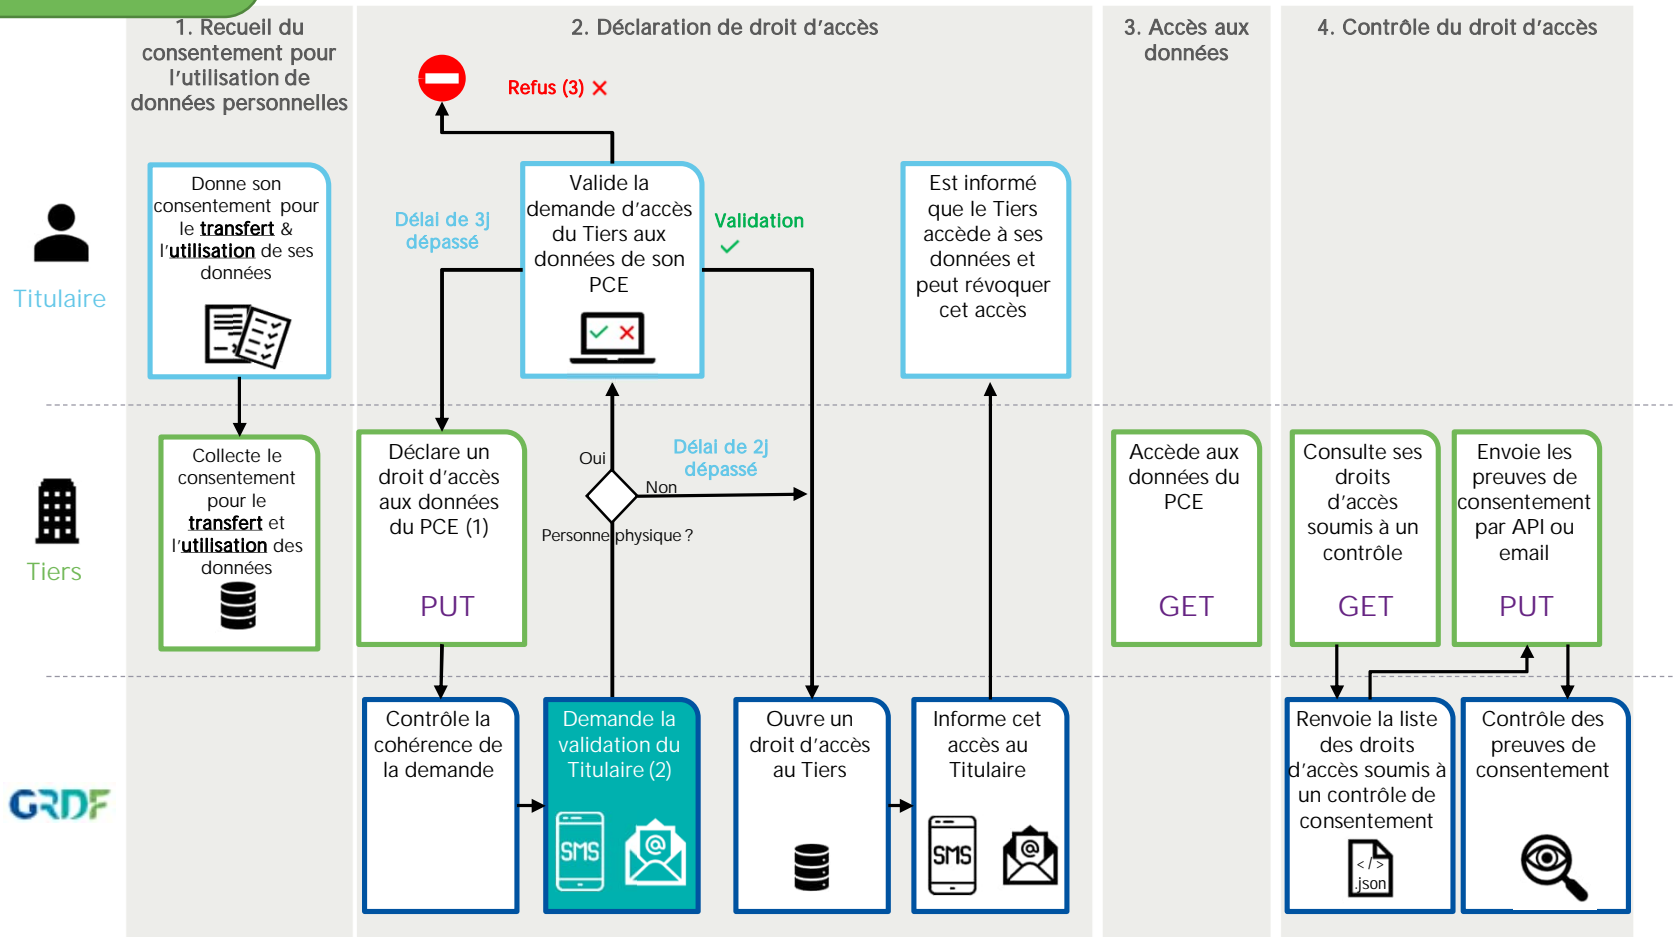 1. Recueil du
consentement pour
l'utilisation de
données personnelles
2. Déclaration de droit d'accès
3. Accès aux
données
4. Contrôle du droit d'accès
Refus (3)
Titulaire
Donne son
consentement pour
le transfert &
l'utilisation de ses
données
Délai de 3j
dépassé
Valide la
demande d'accès
du Tiers aux
données de son
PCE
Validation
Est informé
que le Tiers
accède à ses
données et
peut révoquer
cet accès
Tiers
Collecte le
consentement
pour le
transfert et
l'utilisation des
données
Déclare un
droit d'accès
aux données
du PCE (1)
PUT
Oui
Non
Personne physique ?
Délai de 2j
dépassé
Accède aux
données du
PCE
GET
Consulte ses
droits
d'accès
soumis à un
contrôle
GET
Envoie les
preuves de
consentement
par API ou
email
PUT
GRDF
Contrôle la
cohérence de
la demande
Demande la
validation du
Titulaire (2)
SMS
@
Ouvre un
droit d'accès
au Tiers
Informe cet
accès au
Titulaire
SMS
@
Renvoie la liste
des droits
d'accès soumis à
un contrôle de
consentement
</>
.json
Contrôle des
preuves de
consentement